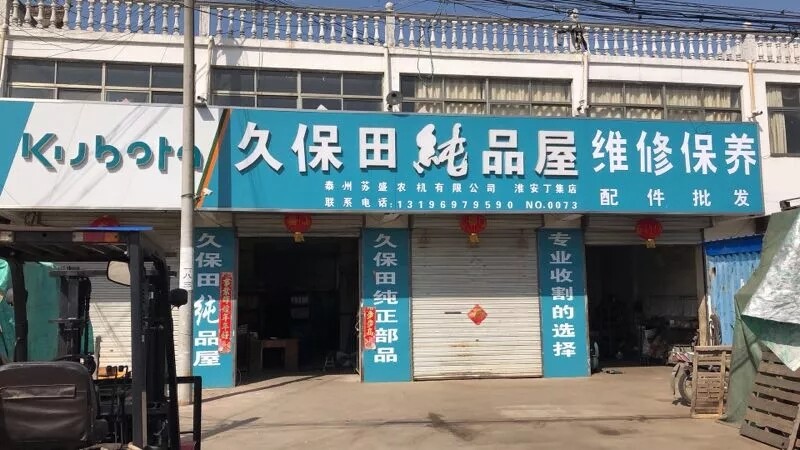 Kubota
久保田純品屋
维修保养
泰州苏盛农机有限公司 淮安丁集店
联系电话:13196979590 NO.0073
配件批发
久保田純品屋
久保田纯正部品
专业收割的选择